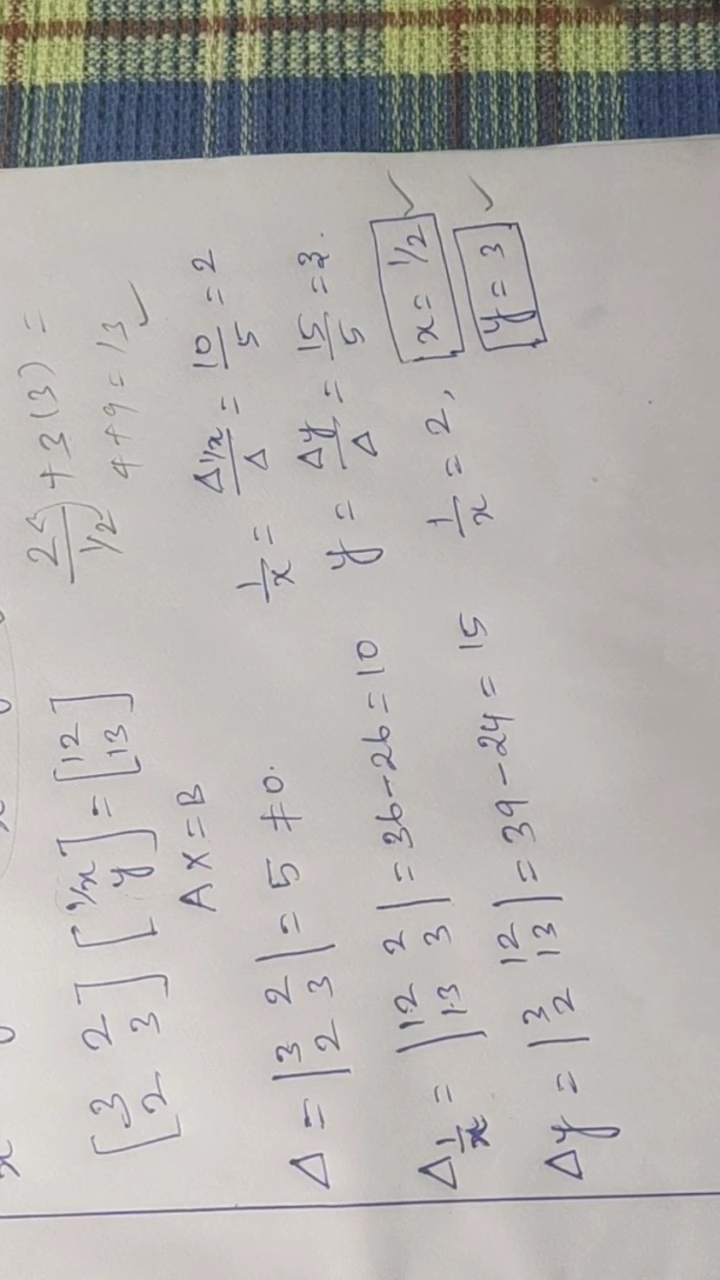 [3 2; 2 3] [1/x; y] = [12; 13]
2/(1/2) + 3(3) =
4+9=13 ✓
AX=B
Δ = |3 2; 2 3| = 5 ≠ 0.
Δ1/x = |12 2; 13 3| = 36-26=10
Δy = |3 12; 2 13| = 39-24 = 15
1/x = Δ1/x / Δ = 10/5 = 2
y = Δy/Δ = 15/5 = 3.
1/x = 2, x = 1/2 ✓
y = 3 ✓